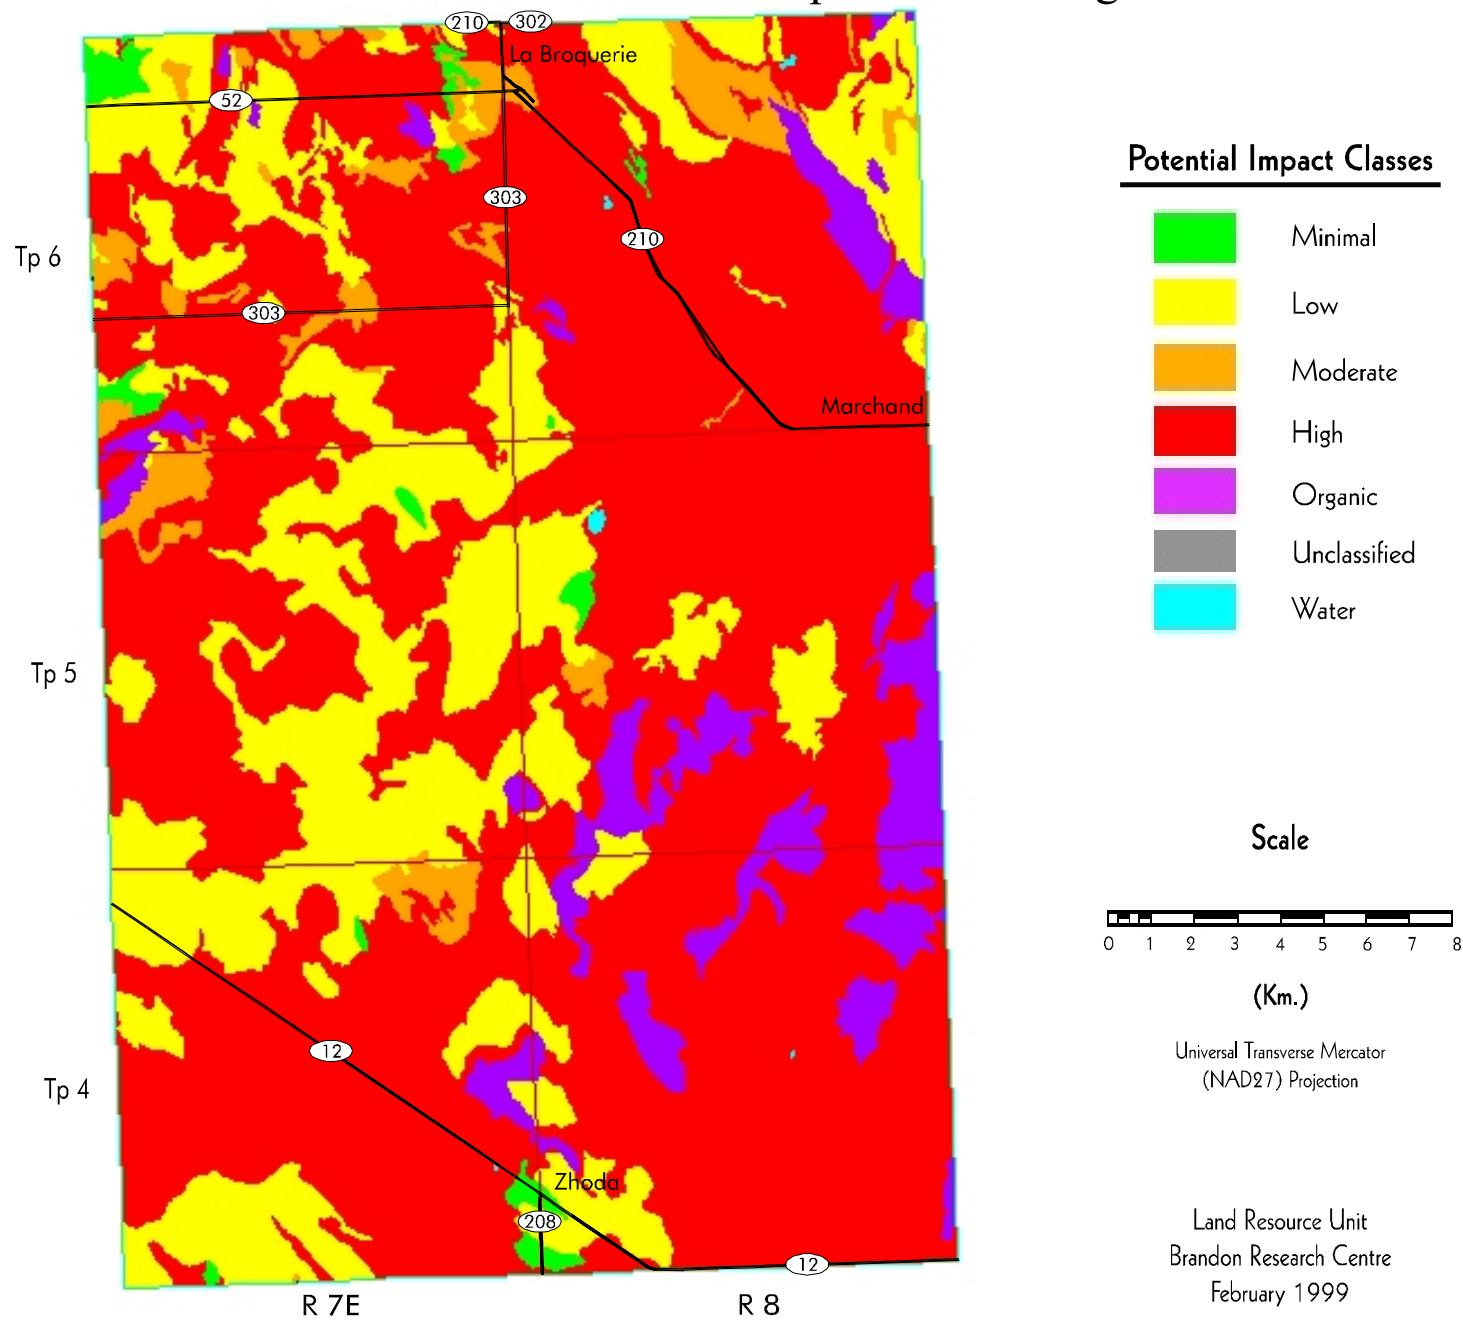 210
302
La Broquerie
52
303
210
303
Marchand
Tp 6
Tp 5
Tp 4
12
Zhoda
208
12
R 7E
R 8
Potential Impact Classes
Minimal
Low
Moderate
High
Organic
Unclassified
Water
Scale
0 1 2 3 4 5 6 7 8
(Km.)
Universal Transverse Mercator
(NAD27) Projection
Land Resource Unit
Brandon Research Centre
February 1999